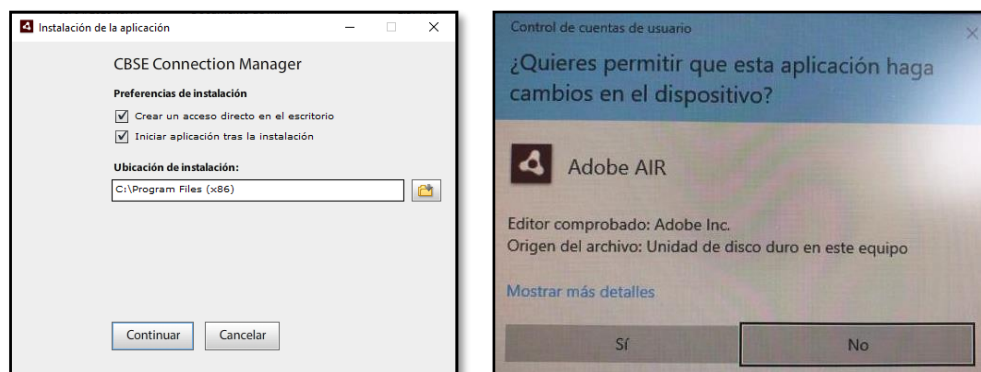 Instalación de la aplicación
CBSE Connection Manager
Preferencias de instalación
Crear un acceso directo en el escritorio
Iniciar aplicación tras la instalación
Ubicación de instalación:
C:\Program Files (x86)
Continuar Cancelar
Control de cuentas de usuario
¿Quieres permitir que esta aplicación haga
cambios en el dispositivo?
Adobe AIR
Editor comprobado: Adobe Inc.
Origen del archivo: Unidad de disco duro en este equipo
Mostrar más detalles
Sí No